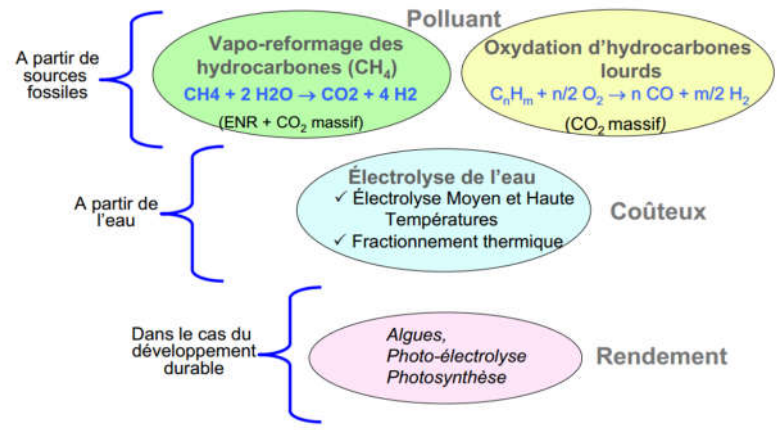 Polluant
A partir de
sources
fossiles
Vapo-reformage des
hydrocarbones (CH₄)
CH4 + 2 H2O → CO2 + 4 H2
(ENR + CO₂ massif)
Oxydation d'hydrocarbones
lourds
CₙHₘ + n/2 O₂ → n CO + m/2 H₂
(CO₂ massif)
A partir de
l'eau
Électrolyse de l'eau
✓ Électrolyse Moyen et Haute
Températures
✓ Fractionnement thermique
Coûteux
Dans le cas du
développement
durable
Algues,
Photo-électrolyse
Photosynthèse
Rendement